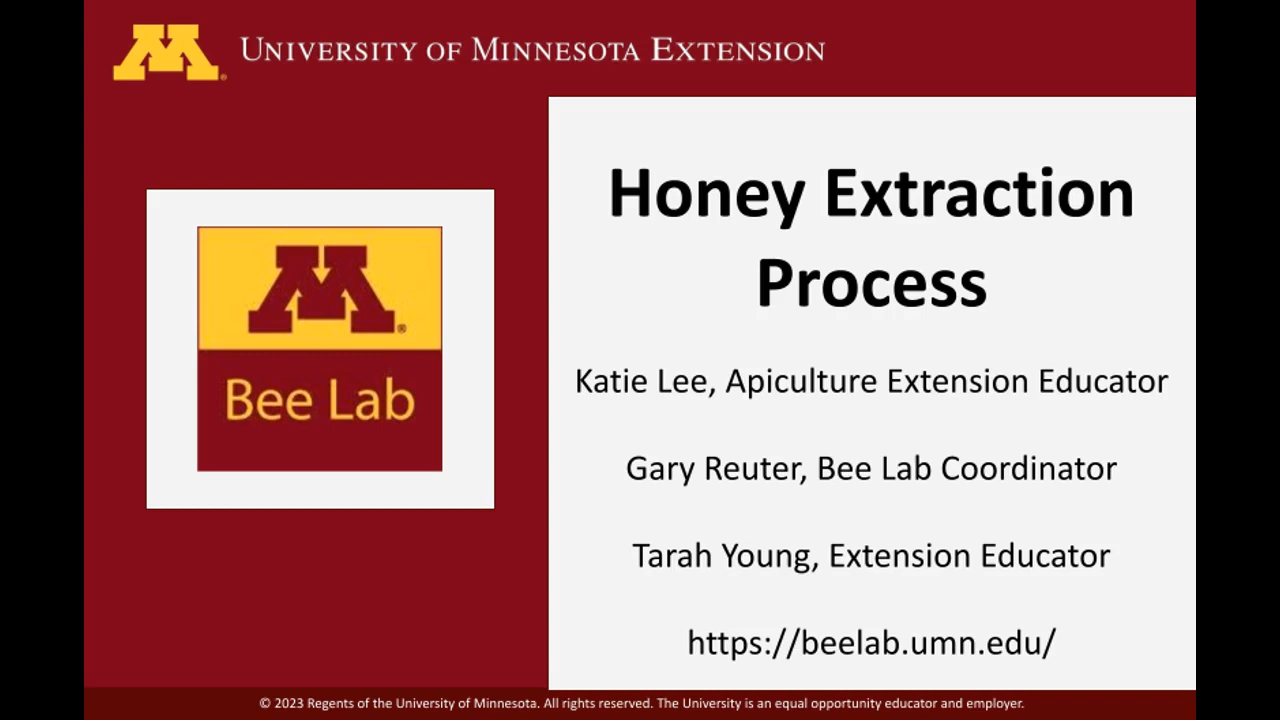 M®
UNIVERSITY OF MINNESOTA EXTENSION
M®
Bee Lab
Honey Extraction
Process
Katie Lee, Apiculture Extension Educator
Gary Reuter, Bee Lab Coordinator
Tarah Young, Extension Educator
https://beelab.umn.edu/
© 2023 Regents of the University of Minnesota. All rights reserved. The University is an equal opportunity educator and employer.